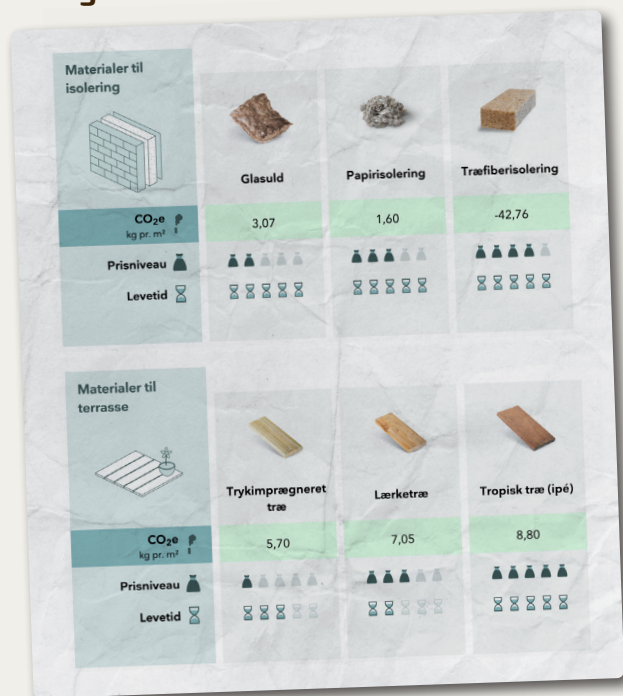 Materialer til
isolering
Glasuld
Papirisolering
Træfiberisolering
CO₂e
kg pr. m²
3,07
1,60
-42,76
Prisniveau
Levetid
Materialer til
terrasse
Trykimprægneret
træ
Lærketræ
Tropisk træ (ipé)
CO₂e
kg pr. m²
5,70
7,05
8,80
Prisniveau
Levetid